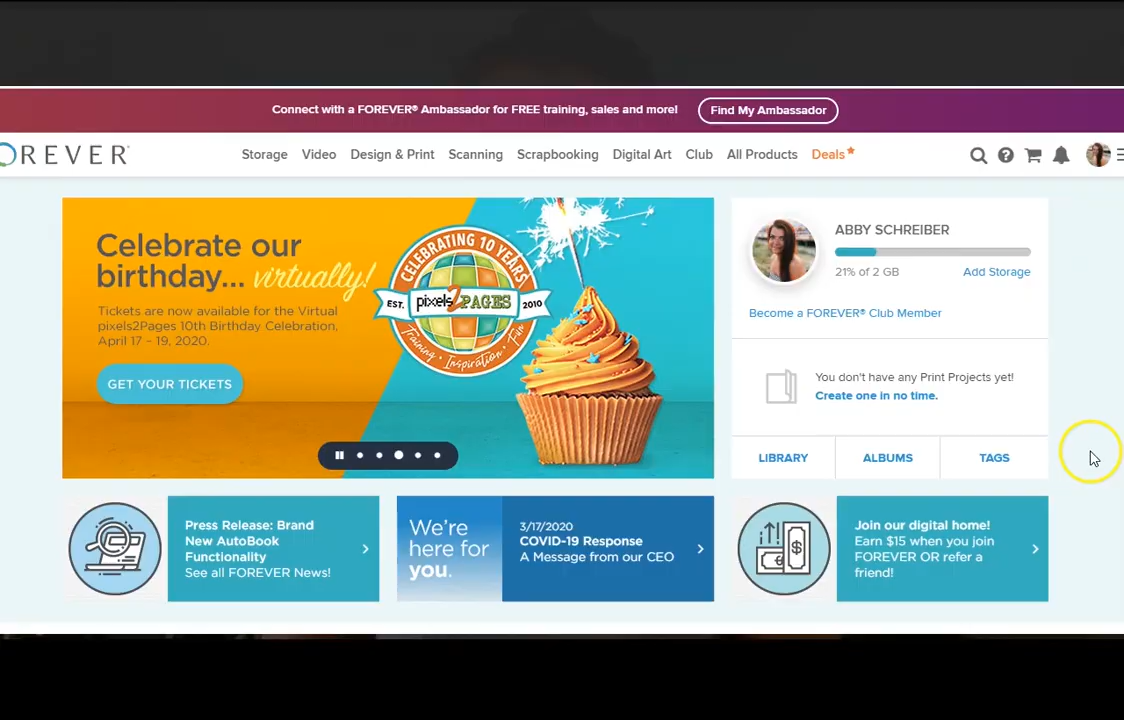 Connect with a FOREVER® Ambassador for FREE training, sales and more!
Find My Ambassador
OREVER
Storage
Video
Design & Print
Scanning
Scrapbooking
Digital Art
Club
All Products
Deals
Celebrate our
birthday... virtually!
Tickets are now available for the Virtual
pixels2Pages 10th Birthday Celebration,
April 17 – 19, 2020.
GET YOUR TICKETS
CELEBRATING 10 YEARS
EST. pixels2PAGES 2010
Training · Inspiration · Fun
ABBY SCHREIBER
21% of 2 GB
Add Storage
Become a FOREVER® Club Member
You don't have any Print Projects yet!
Create one in no time.
LIBRARY
ALBUMS
TAGS
Press Release: Brand
New AutoBook
Functionality
See all FOREVER News!
We're
here for
you.
3/17/2020
COVID-19 Response
A Message from our CEO
Join our digital home!
Earn $15 when you join
FOREVER OR refer a
friend!